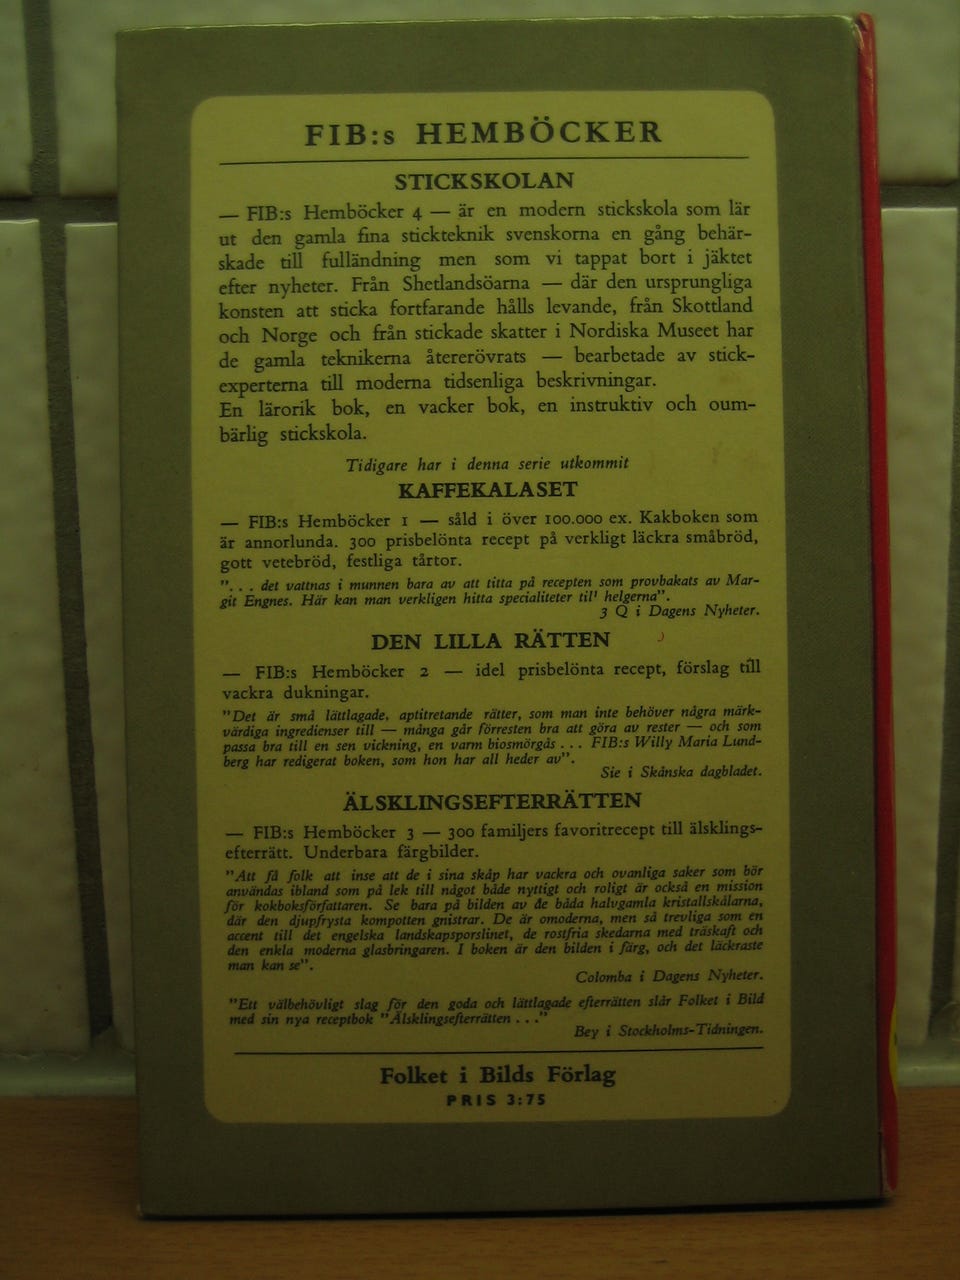 FIB:s HEMBÖCKER
STICKSKOLAN
— FIB:s Hemböcker 4 — är en modern stickskola som lär
ut den gamla fina stickteknik svenskorna en gång behär-
skade till fulländning men som vi tappat bort i jäktet
efter nyheter. Från Shetlandsöarna — där den ursprungliga
konsten att sticka fortfarande hålls levande, från Skottland
och Norge och från stickade skatter i Nordiska Museet har
de gamla teknikerna återerövrats — bearbetade av stick-
experterna till moderna tidsenliga beskrivningar.
En lärorik bok, en vacker bok, en instruktiv och oum-
bärlig stickskola.
Tidigare har i denna serie utkommit
KAFFEKALASET
— FIB:s Hemböcker 1 — såld i över 100.000 ex. Kakboken som
är annorlunda. 300 prisbelönta recept på verkligt läckra småbröd,
gott vetebröd, festliga tårtor.
"... det vattnas i munnen bara av att titta på recepten som provbakats av Mar-
git Engnes. Här kan man verkligen hitta specialiteter til' helgerna".
3 Q i Dagens Nyheter.
DEN LILLA RÄTTEN
— FIB:s Hemböcker 2 — idel prisbelönta recept, förslag till
vackra dukningar.
"Det är små lättlagade, aptitretande rätter, som man inte behöver några märk-
värdiga ingredienser till — många går förresten bra att göra av rester — och som
passa bra till en sen vickning, en varm biosmörgås... FIB:s Willy Maria Lund-
berg har redigerat boken, som hon har all heder av".
Sie i Skånska dagbladet.
ÄLSKLINGSEFTERRÄTTEN
— FIB:s Hemböcker 3 — 300 familjers favoritrecept till älsklings-
efterrätt. Underbara färgbilder.
"Att få folk att inse att de i sina skåp har vackra och ovanliga saker som bör
användas ibland som på lek till något både nyttigt och roligt är också en mission
för kokboksförfattaren. Se bara på bilden av de båda halvgamla kristallskålarna,
där den djupfrysta kompotten gnistrar. De är omoderna, men så trevliga som en
accent till det engelska landskapsporslinet, de rostfria skedarna med träskaft och
den enkla moderna glasbringaren. I boken är den bilden i färg, och det läckraste
man kan se".
Colomba i Dagens Nyheter.
"Ett välbehövligt slag för den goda och lättlagade efterrätten slår Folket i Bild
med sin nya receptbok "Älsklingsefterrätten..."
Bey i Stockholms-Tidningen.
Folket i Bilds Förlag
PRIS 3:75